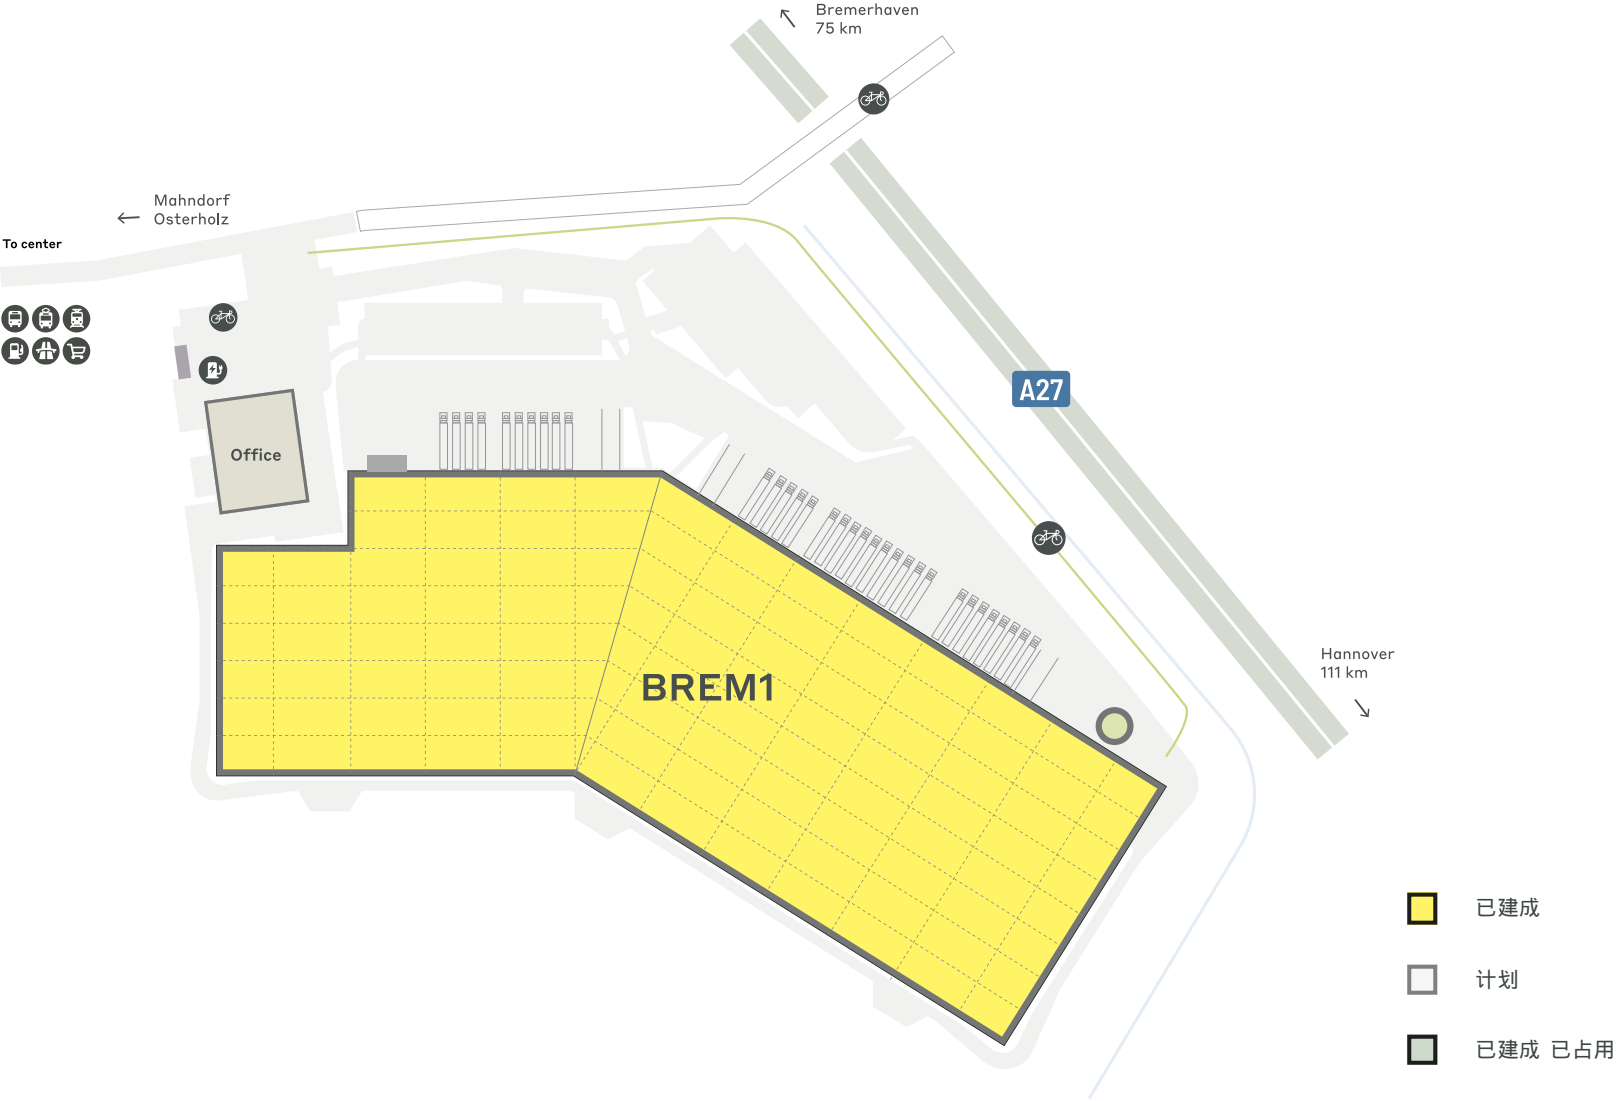 Bremerhaven
75 km
Mahndorf
Osterholz
To center
A27
Office
Hannover
111 km
BREM1
已建成
计划
已建成 已占用